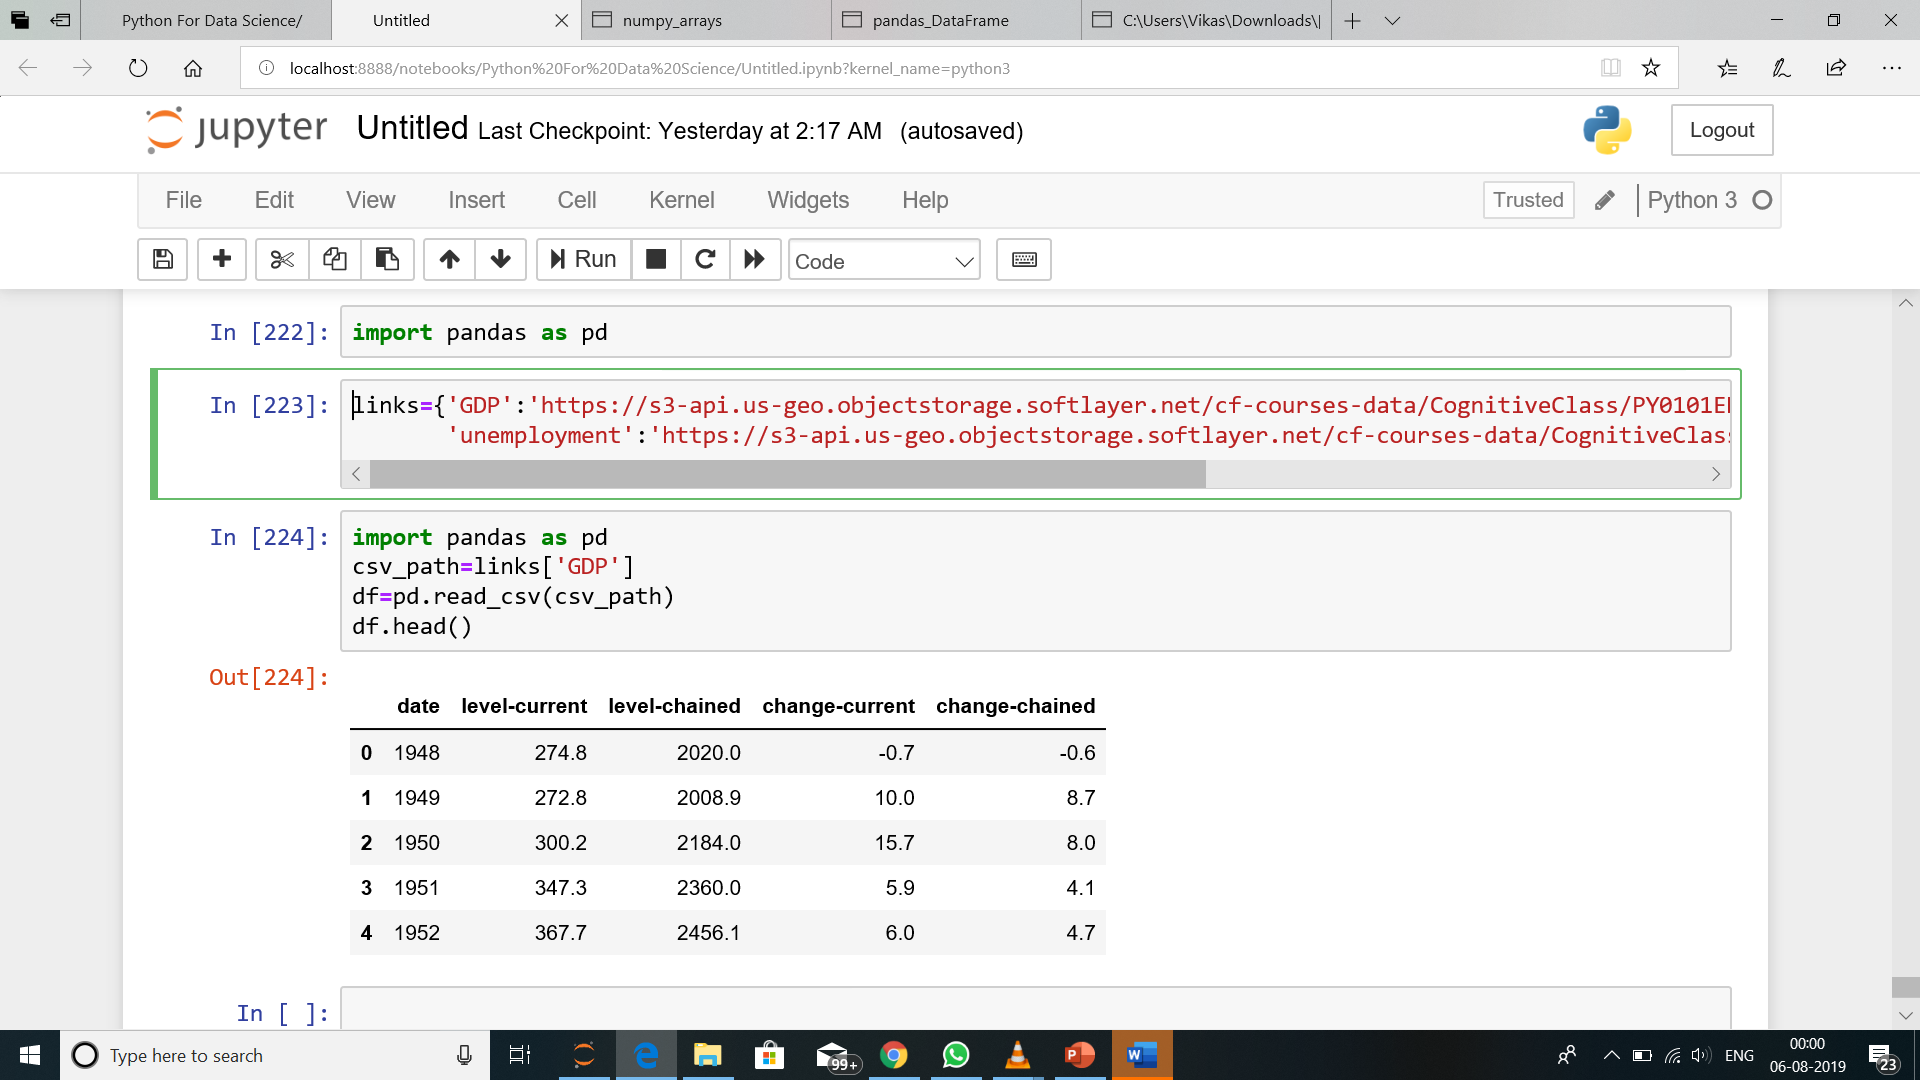 Python For Data Science/
Untitled
numpy_arrays
pandas_DataFrame
C:\Users\Vikas\Downloads\
localhost:8888/notebooks/Python%20For%20Data%20Science/Untitled.ipynb?kernel_name=python3
jupyter Untitled Last Checkpoint: Yesterday at 2:17 AM (autosaved)
Logout
File Edit View Insert Cell Kernel Widgets Help
Trusted
Python 3
Run
Code
In [222]: import pandas as pd
In [223]: links={'GDP':'https://s3-api.us-geo.objectstorage.softlayer.net/cf-courses-data/CognitiveClass/PY0101E
'unemployment':'https://s3-api.us-geo.objectstorage.softlayer.net/cf-courses-data/CognitiveClas
In [224]: import pandas as pd
csv_path=links['GDP']
df=pd.read_csv(csv_path)
df.head()
Out[224]:
date level-current level-chained change-current change-chained
0 1948 274.8 2020.0 -0.7 -0.6
1 1949 272.8 2008.9 10.0 8.7
2 1950 300.2 2184.0 15.7 8.0
3 1951 347.3 2360.0 5.9 4.1
4 1952 367.7 2456.1 6.0 4.7
In [ ]:
Type here to search
99+
ENG
00:00
06-08-2019
23